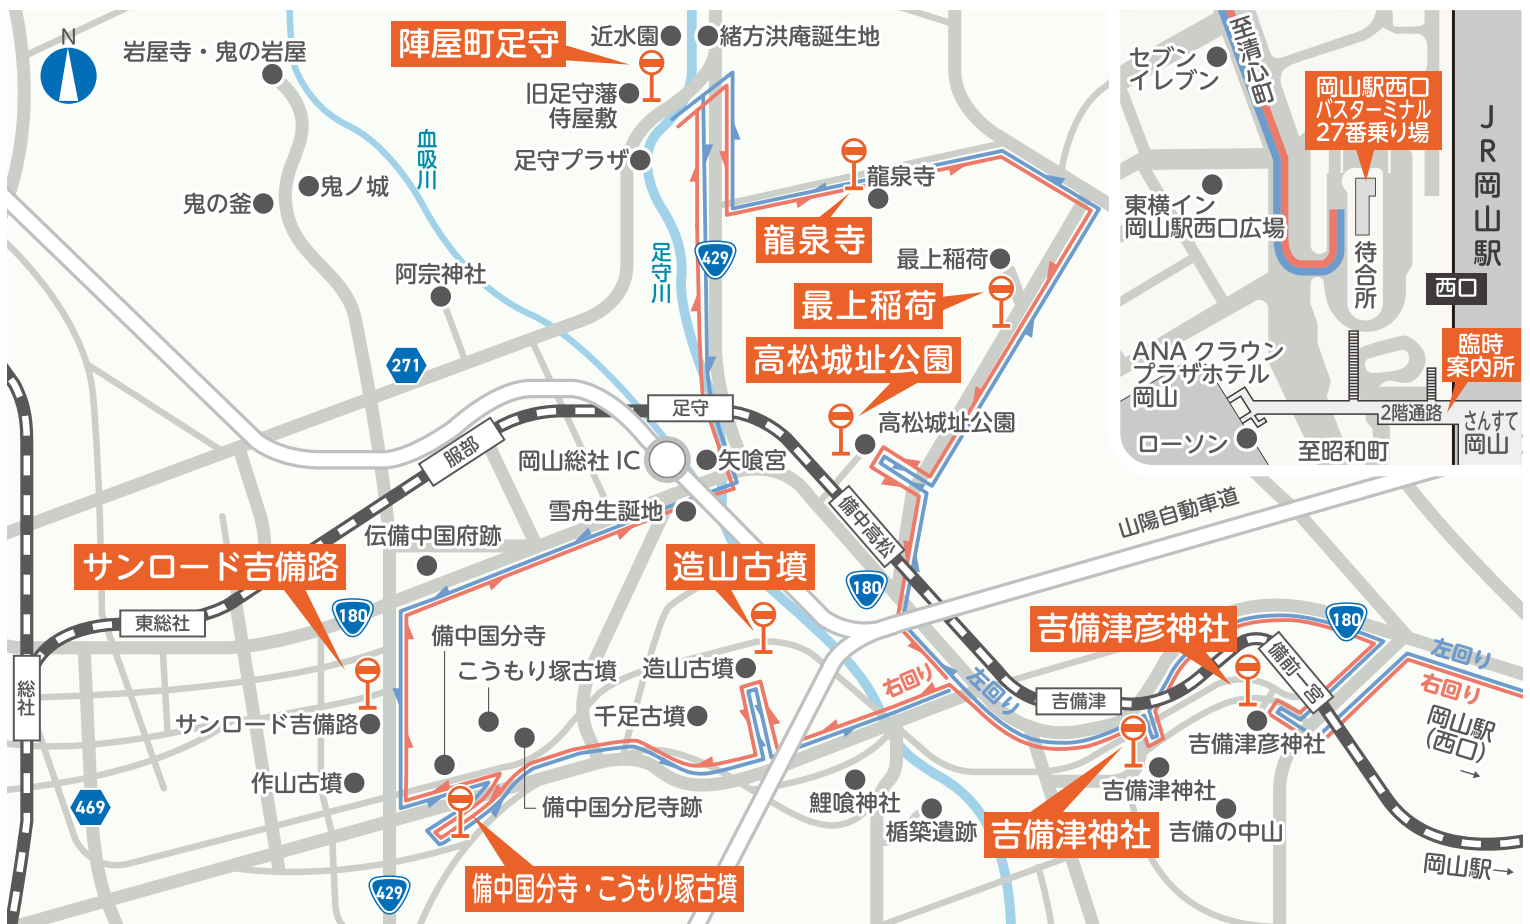 N
岩屋寺・鬼の岩屋
陣屋町足守
近水園
緒方洪庵誕生地
旧足守藩
侍屋敷
血吸川
足守プラザ
鬼ノ城
鬼の釜
龍泉寺
龍泉寺
足守川
429
阿宗神社
最上稲荷
最上稲荷
高松城址公園
271
足守
高松城址公園
服部
岡山総社IC
矢喰宮
雪舟生誕地
備中高松
山陽自動車道
伝備中国府跡
サンロード吉備路
造山古墳
180
180
東総社
備中国分寺
こうもり塚古墳
造山古墳
右回り
左回り
吉備津彦神社
180
左回り
右回り
備前一宮
総社
吉備津
サンロード吉備路
千足古墳
吉備津彦神社
岡山駅
(西口)
→
作山古墳
469
備中国分尼寺跡
鯉喰神社
楯築遺跡
吉備津神社
吉備津神社
吉備の中山
岡山駅→
備中国分寺・こうもり塚古墳
429
至清心町
セブン
イレブン
岡山駅西口
バスターミナル
27番乗り場
JR岡山駅
東横イン
岡山駅西口広場
待合所
西口
ANA クラウン
プラザホテル
岡山
臨時
案内所
2階通路
さんすて
岡山
ローソン
至昭和町